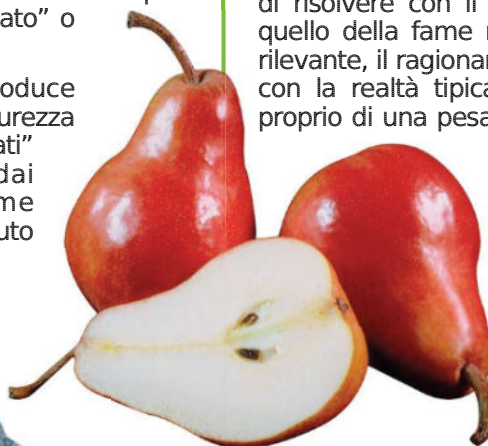 ato” o
oduce
urezza
ati”
dai
me
uto
di risolvere con il
quello della fame
rilevante, il ragionar
con la realtà tipica
proprio di una pesa